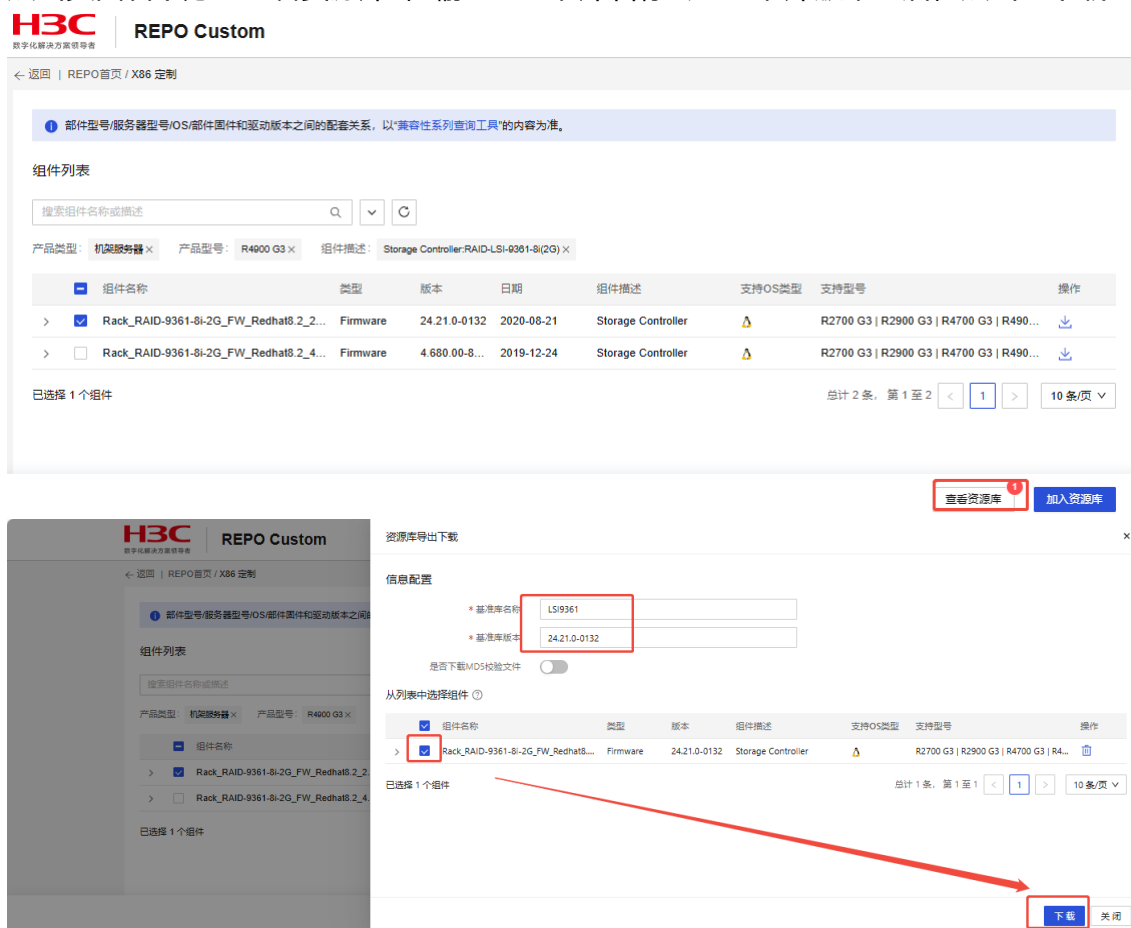 H3C
数字化解决方案领导者
REPO Custom
← 返回 | REPO首页 / X86 定制
部件型号/服务器型号/OS/部件固件和驱动版本之间的配套关系，以“兼容性系列查询工具”的内容为准。
组件列表
搜索组件名称或描述
产品类型: 机架服务器 × 产品型号: R4900 G3 × 组件描述: Storage Controller:RAID-LSI-9361-8i(2G) ×
组件名称 类型 版本 日期 组件描述 支持OS类型 支持型号 操作
Rack_RAID-9361-8i-2G_FW_Redhat8.2_2... Firmware 24.21.0-0132 2020-08-21 Storage Controller R2700 G3 | R2900 G3 | R4700 G3 | R490...
Rack_RAID-9361-8i-2G_FW_Redhat8.2_4... Firmware 4.680.00-8... 2019-12-24 Storage Controller R2700 G3 | R2900 G3 | R4700 G3 | R490...
已选择 1 个组件 总计 2 条, 第 1 至 2 < 1 > 10 条/页
查看资源库 1 加入资源库
H3C
数字化解决方案领导者
REPO Custom
← 返回 | REPO首页 / X86 定制
部件型号/服务器型号/OS/部件固件和驱动版本之间的
组件列表
搜索组件名称或描述
产品类型: 机架服务器 × 产品型号: R4900 G3 ×
组件名称
Rack_RAID-9361-8i-2G_FW_Redhat8.2_2.
Rack_RAID-9361-8i-2G_FW_Redhat8.2_4.
已选择 1 个组件
资源库导出下载 ×
信息配置
* 基准库名称 LSI9361
* 基准库版本 24.21.0-0132
是否下载MD5校验文件
从列表中选择组件
组件名称 类型 版本 组件描述 支持OS类型 支持型号 操作
Rack_RAID-9361-8i-2G_FW_Redhat8.... Firmware 24.21.0-0132 Storage Controller R2700 G3 | R2900 G3 | R4700 G3 | R4...
已选择 1 个组件 总计 1 条, 第 1 至 1 < 1 > 10 条/页
下载 关闭